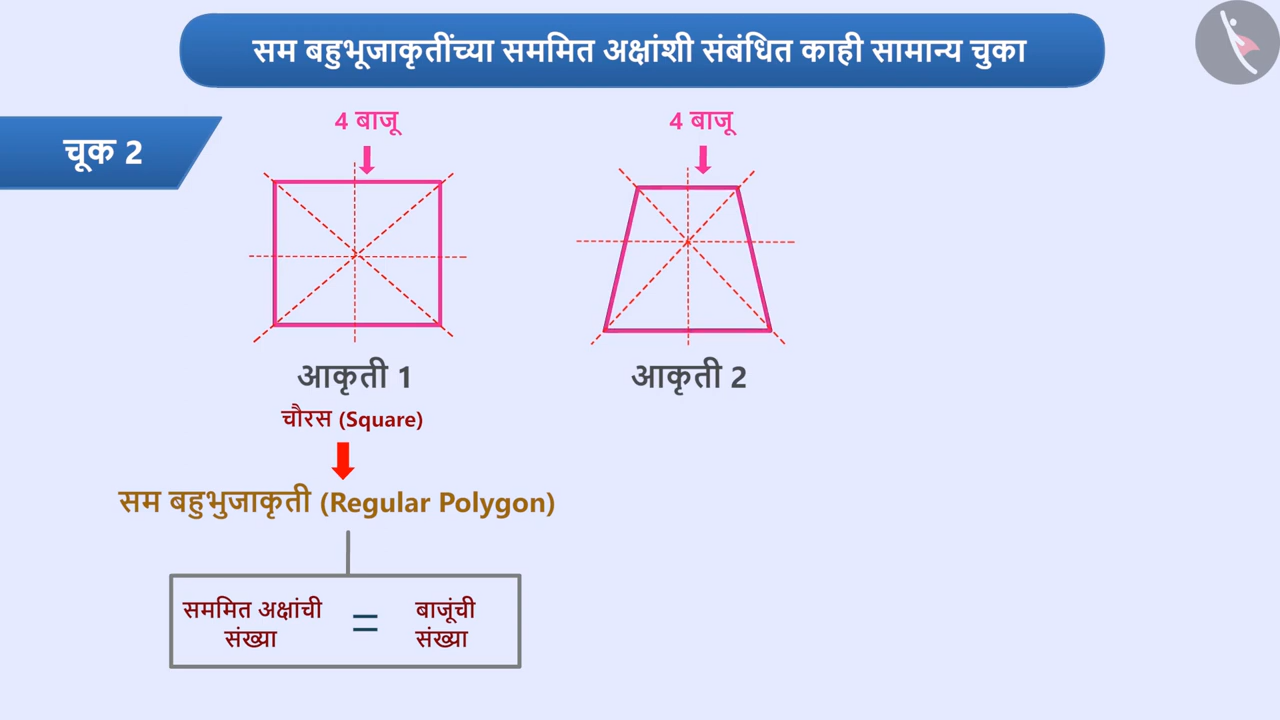 सम बहुभूजाकृतींच्या सममित अक्षांशी संबंधित काही सामान्य चुका
चूक 2
4 बाजू
4 बाजू
आकृती 1
आकृती 2
चौरस (Square)
सम बहुभुजाकृती (Regular Polygon)
सममित अक्षांची
संख्या
=
बाजूंची
संख्या